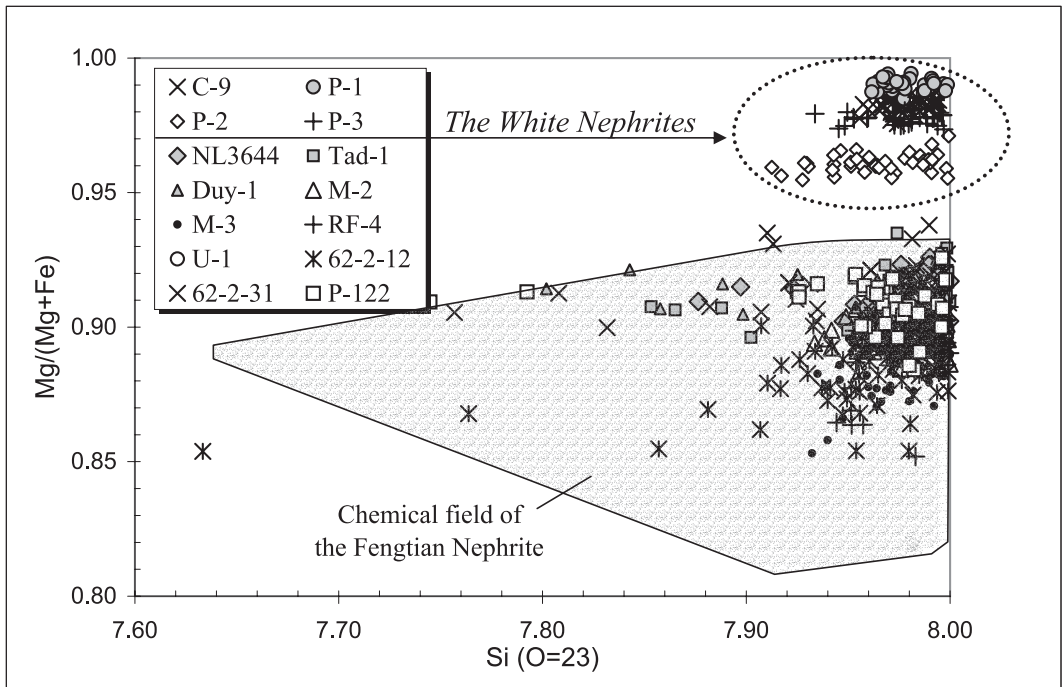 1.00
0.95
0.90
0.85
0.80
Mg/(Mg+Fe)
C-9 P-1
P-2 P-3
NL3644 Tad-1
Duy-1 M-2
M-3 RF-4
U-1 62-2-12
62-2-31 P-122
The White Nephrites
Chemical field of
the Fengtian Nephrite
7.60 7.70 7.80 7.90 8.00
Si (O=23)